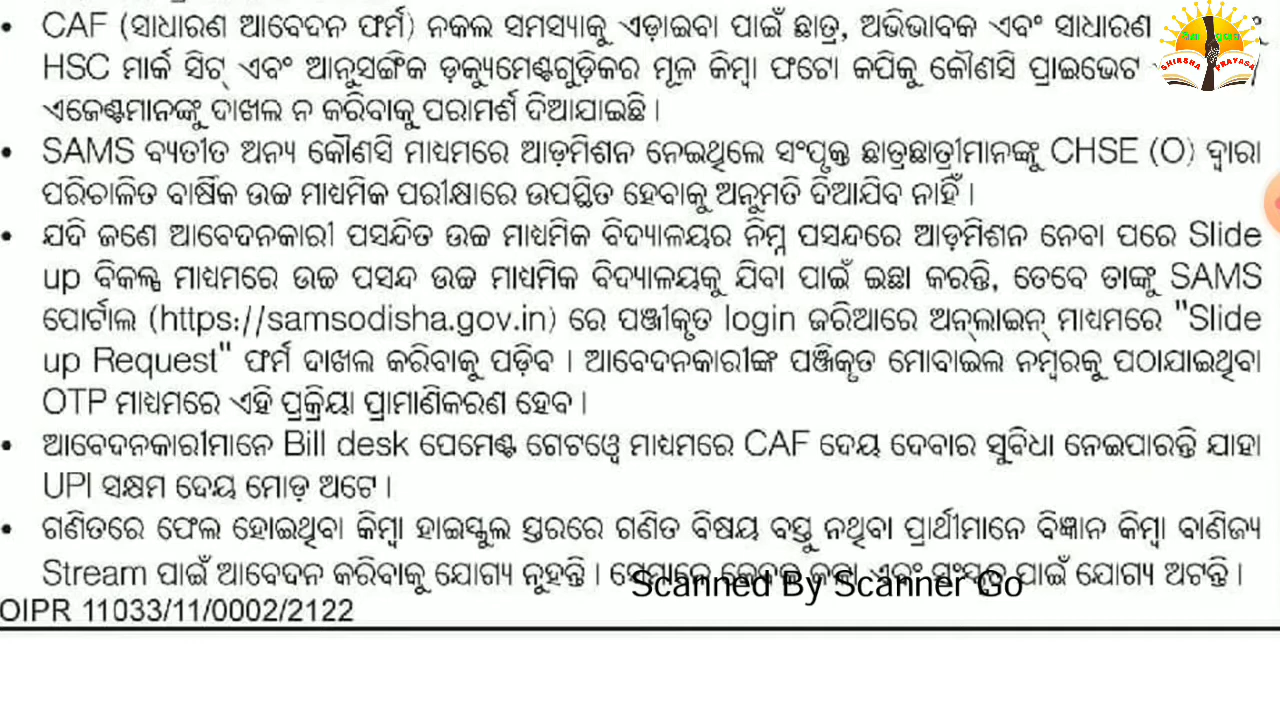 • CAF (ସାଧାରଣ ଆବେଦନ ଫର୍ମ) ନକଲ ସମସ୍ୟାକୁ ଏଡ଼ାଇବା ପାଇଁ ଛାତ୍ର, ଅଭିଭାବକ ଏବଂ ସାଧାରଣ
HSC ମାର୍କ ସିଟ୍ ଏବଂ ଆନୁସଙ୍ଗିକ ଡ଼କ୍ୟୁମେଣ୍ଟଗୁଡ଼ିକର ମୂଳ କିମ୍ବା ଫଟୋ କପିକୁ କୌଣସି ପ୍ରାଇଭେଟ
ଏଜେଣ୍ଟମାନଙ୍କୁ ଦାଖଲ ନ କରିବାକୁ ପରାମର୍ଶ ଦିଆଯାଇଛି ।
• SAMS ବ୍ୟତୀତ ଅନ୍ୟ କୌଣସି ମାଧ୍ୟମରେ ଆଡ଼ମିଶନ ନେଇଥିଲେ ସଂପୃକ୍ତ ଛାତ୍ରଛାତ୍ରୀମାନଙ୍କୁ CHSE (O) ଦ୍ୱାରା
ପରିଚାଳିତ ବାର୍ଷିକ ଉଚ୍ଚ ମାଧ୍ୟମିକ ପରୀକ୍ଷାରେ ଉପସ୍ଥିତ ହେବାକୁ ଅନୁମତି ଦିଆଯିବ ନାହିଁ ।
• ଯଦି ଜଣେ ଆବେଦନକାରୀ ପସନ୍ଦିତ ଉଚ୍ଚ ମାଧ୍ୟମିକ ବିଦ୍ୟାଳୟର ନିମ୍ନ ପସନ୍ଦରେ ଆଡ଼ମିଶନ ନେବା ପରେ Slide
up ବିକଳ୍ପ ମାଧ୍ୟମରେ ଉଚ୍ଚ ପସନ୍ଦ ଉଚ୍ଚ ମାଧ୍ୟମିକ ବିଦ୍ୟାଳୟକୁ ଯିବା ପାଇଁ ଇଛା କରନ୍ତି, ତେବେ ତାଙ୍କୁ SAMS
ପୋର୍ଟାଲ (https://samsodisha.gov.in) ରେ ପଞ୍ଜୀକୃତ login ଜରିଆରେ ଅନ୍‌ଲାଇନ୍ ମାଧ୍ୟମରେ "Slide
up Request" ଫର୍ମ ଦାଖଲ କରିବାକୁ ପଡ଼ିବ । ଆବେଦନକାରୀଙ୍କ ପଞ୍ଜିକୃତ ମୋବାଇଲ ନମ୍ବରକୁ ପଠାଯାଇଥିବା
OTP ମାଧ୍ୟମରେ ଏହି ପ୍ରକ୍ରିୟା ପ୍ରାମାଣିକରଣ ହେବ ।
• ଆବେଦନକାରୀମାନେ Bill desk ପେମେଣ୍ଟ ଗେଟୱେ ମାଧ୍ୟମରେ CAF ଦେୟ ଦେବାର ସୁବିଧା ନେଇପାରନ୍ତି ଯାହା
UPI ସକ୍ଷମ ଦେୟ ମୋଡ଼ ଅଟେ ।
• ଗଣିତରେ ଫେଲ ହୋଇଥିବା କିମ୍ବା ହାଇସ୍କୁଲ ସ୍ତରରେ ଗଣିତ ବିଷୟ ବସ୍ତୁ ନଥିବା ପ୍ରାର୍ଥୀମାନେ ବିଜ୍ଞାନ କିମ୍ବା ବାଣିଜ୍ୟ
Stream ପାଇଁ ଆବେଦନ କରିବାକୁ ଯୋଗ୍ୟ ନୁହନ୍ତି । ପାଇଁ ଯୋଗ୍ୟ ଅଟନ୍ତି ।
Scanned By Scanner Go
OIPR 11033/11/0002/2122
SHIKSHA PRAYASA